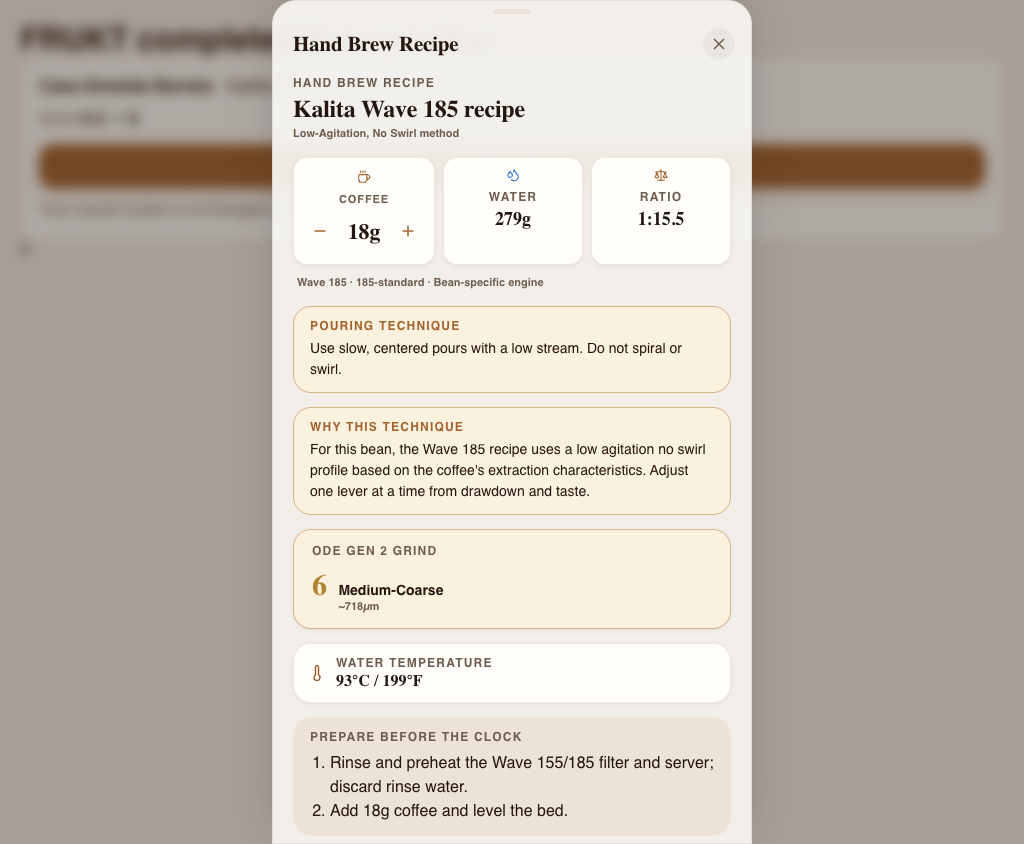 FRUKT complete
Hand Brew Recipe
HAND BREW RECIPE
Kalita Wave 185 recipe
Low-Agitation, No Swirl method
COFFEE
− 18g +
WATER
279g
RATIO
1:15.5
Wave 185 · 185-standard · Bean-specific engine
POURING TECHNIQUE
Use slow, centered pours with a low stream. Do not spiral or
swirl.
WHY THIS TECHNIQUE
For this bean, the Wave 185 recipe uses a low agitation no swirl
profile based on the coffee's extraction characteristics. Adjust
one lever at a time from drawdown and taste.
ODE GEN 2 GRIND
6 Medium-Coarse
~718µm
WATER TEMPERATURE
93°C / 199°F
PREPARE BEFORE THE CLOCK
1. Rinse and preheat the Wave 155/185 filter and server;
discard rinse water.
2. Add 18g coffee and level the bed.